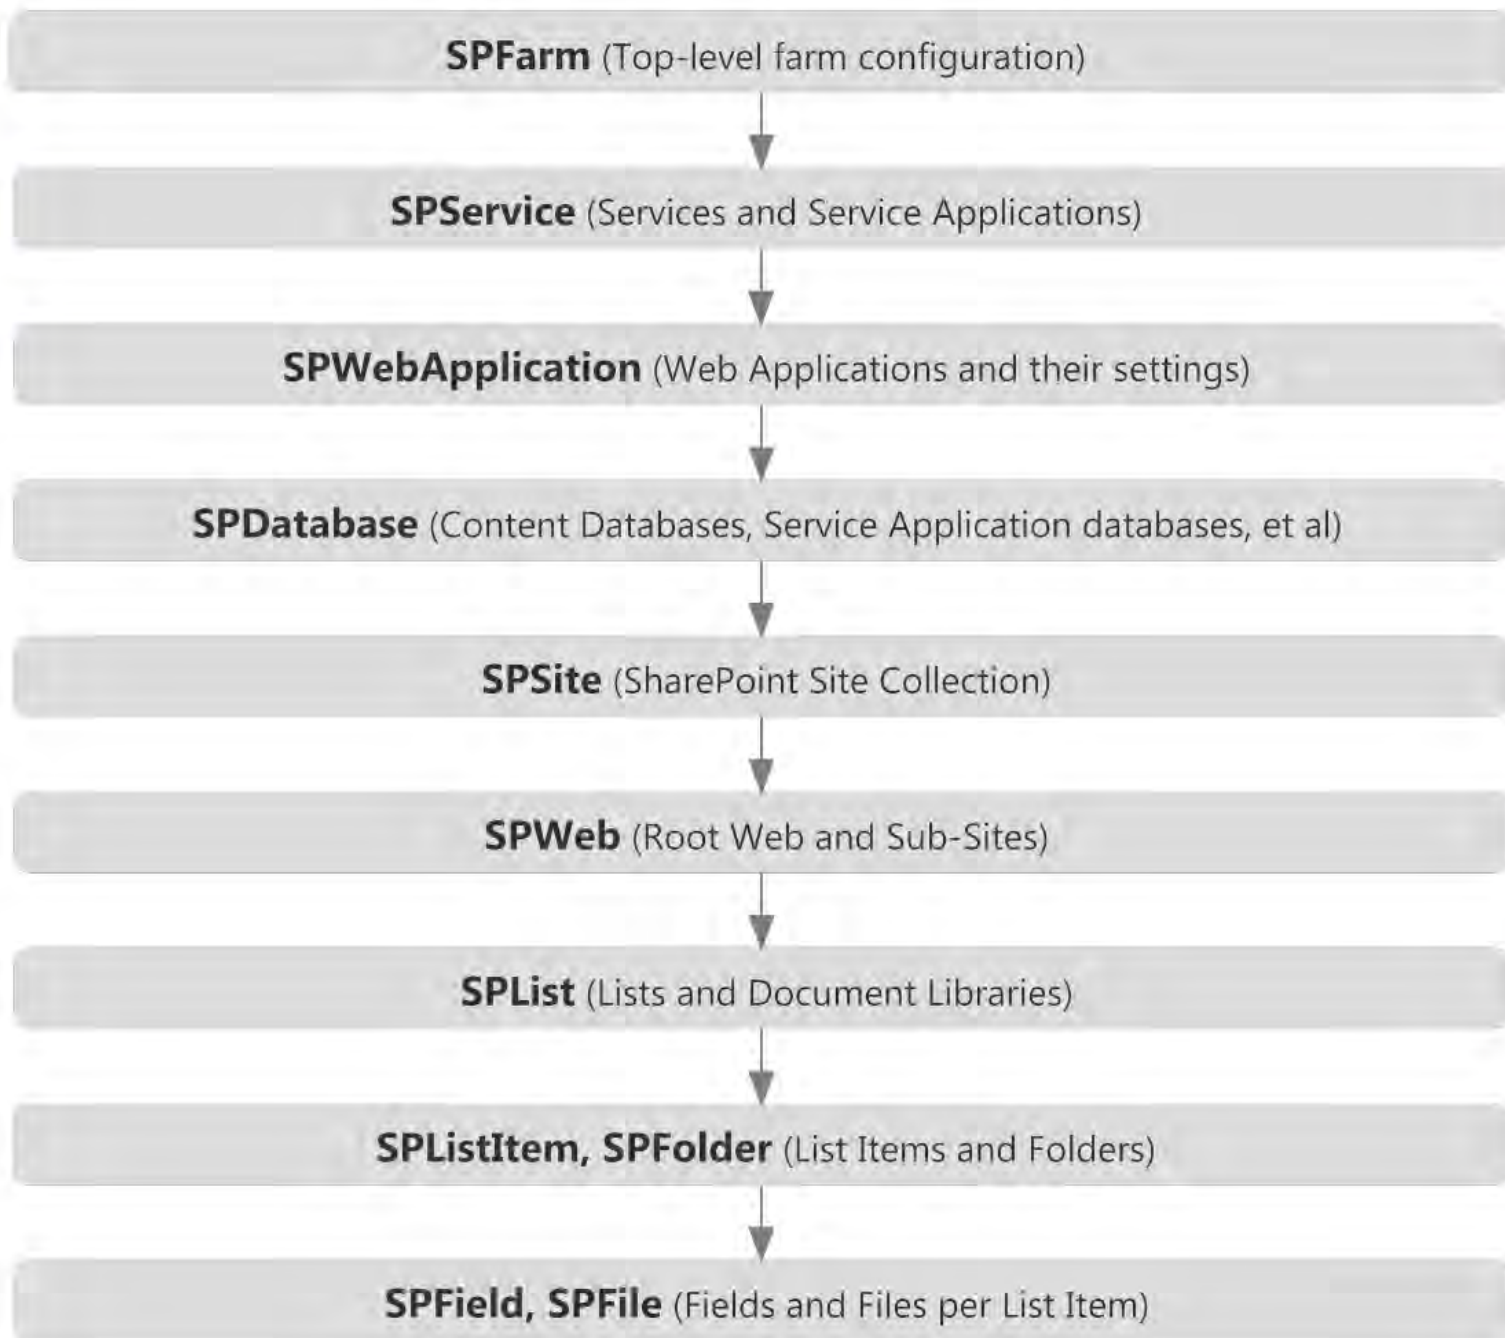 SPFarm (Top-level farm configuration)
SPService (Services and Service Applications)
SPWebApplication (Web Applications and their settings)
SPDatabase (Content Databases, Service Application databases, et al)
SPSite (SharePoint Site Collection)
SPWeb (Root Web and Sub-Sites)
SPList (Lists and Document Libraries)
SPListItem, SPFolder (List Items and Folders)
SPField, SPFile (Fields and Files per List Item)